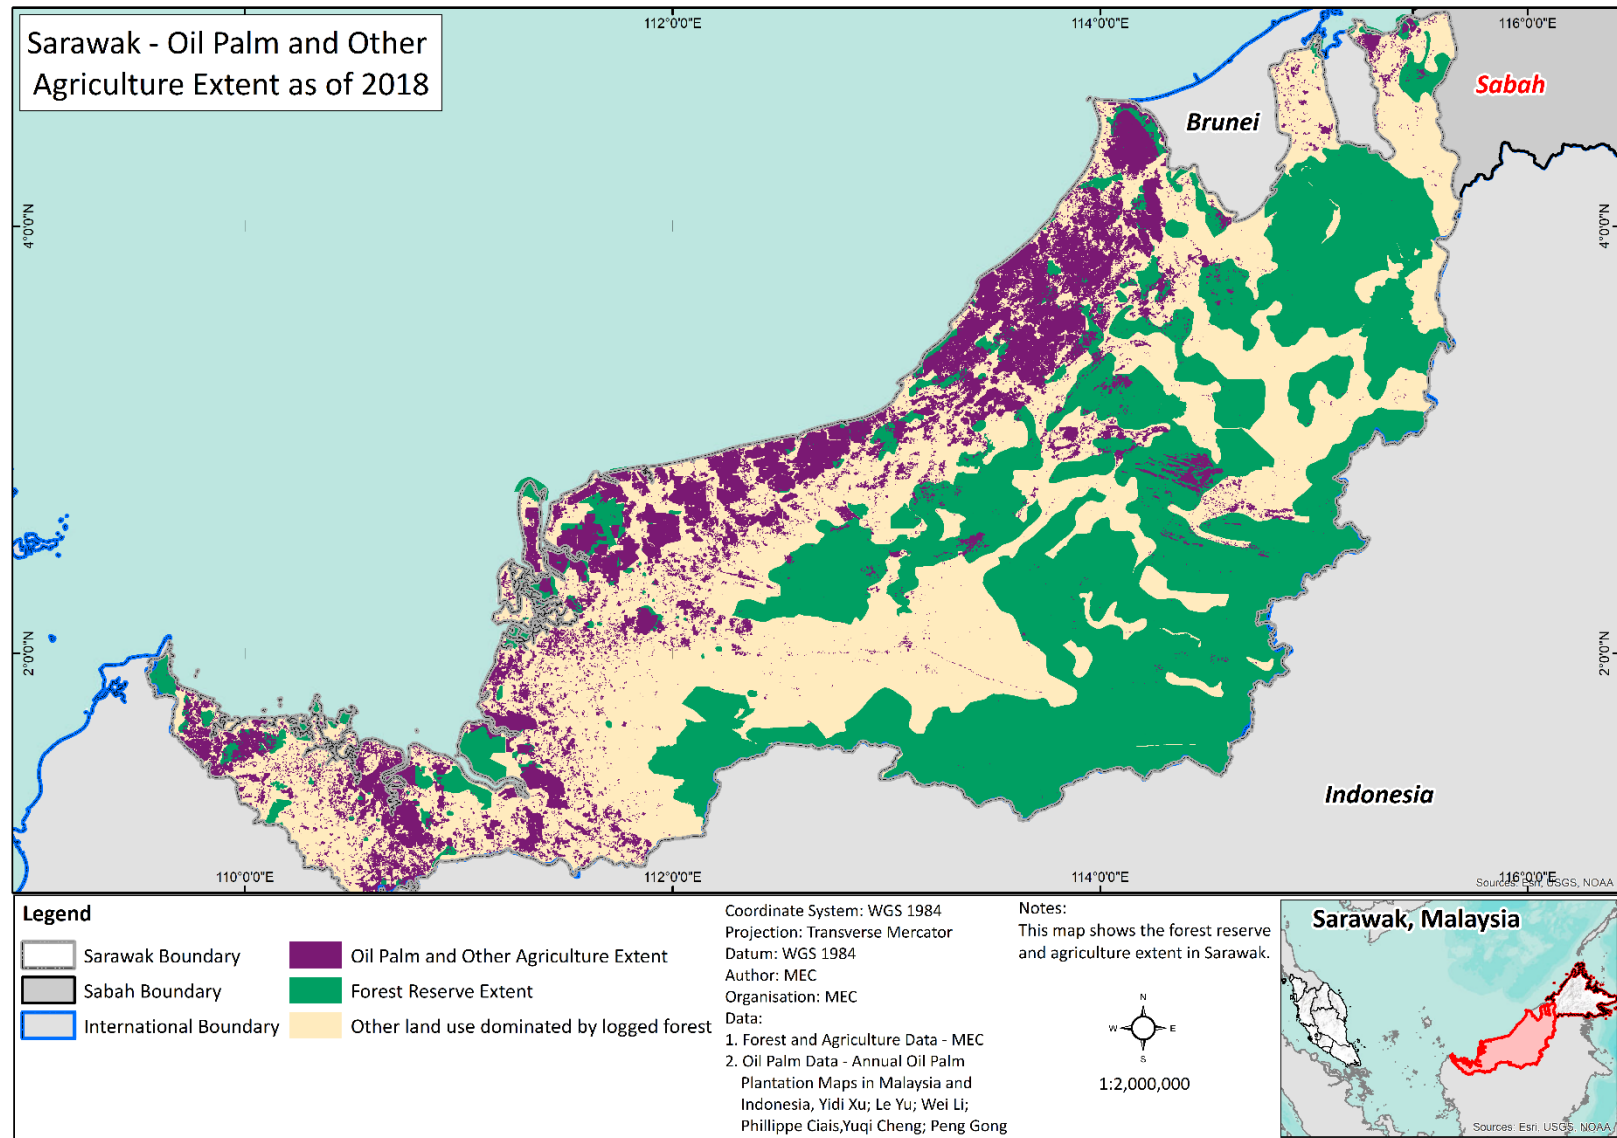 Sarawak - Oil Palm and Other
Agriculture Extent as of 2018
112°0'0"E
114°0'0"E
116°0'0"E
Sabah
Brunei
4°0'0"N
4°0'0"N
2°0'0"N
2°0'0"N
Indonesia
110°0'0"E
112°0'0"E
114°0'0"E
116°0'0"E
Sources: Esri, USGS, NOAA
Legend
Sarawak Boundary
Sabah Boundary
International Boundary
Oil Palm and Other Agriculture Extent
Forest Reserve Extent
Other land use dominated by logged forest
Coordinate System: WGS 1984
Projection: Transverse Mercator
Datum: WGS 1984
Author: MEC
Organisation: MEC
Data:
1. Forest and Agriculture Data - MEC
2. Oil Palm Data - Annual Oil Palm
Plantation Maps in Malaysia and
Indonesia, Yidi Xu; Le Yu; Wei Li;
Phillippe Ciais,Yuqi Cheng; Peng Gong
Notes:
This map shows the forest reserve
and agriculture extent in Sarawak.
N
W
E
S
1:2,000,000
Sarawak, Malaysia
Sources: Esri, USGS, NOAA